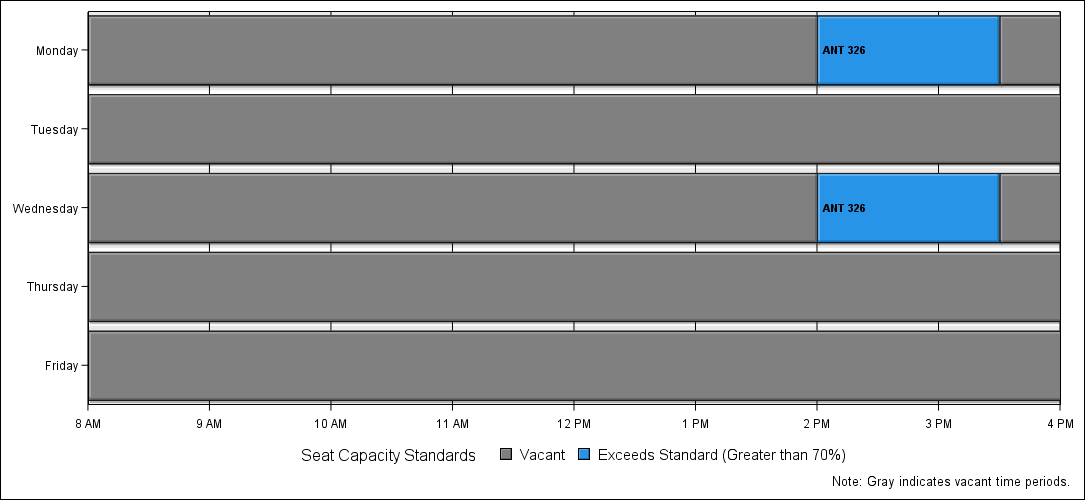 Monday
ANT 326
Tuesday
Wednesday
ANT 326
Thursday
Friday
8 AM 9 AM 10 AM 11 AM 12 PM 1 PM 2 PM 3 PM 4 PM
Seat Capacity Standards Vacant Exceeds Standard (Greater than 70%)
Note: Gray indicates vacant time periods.